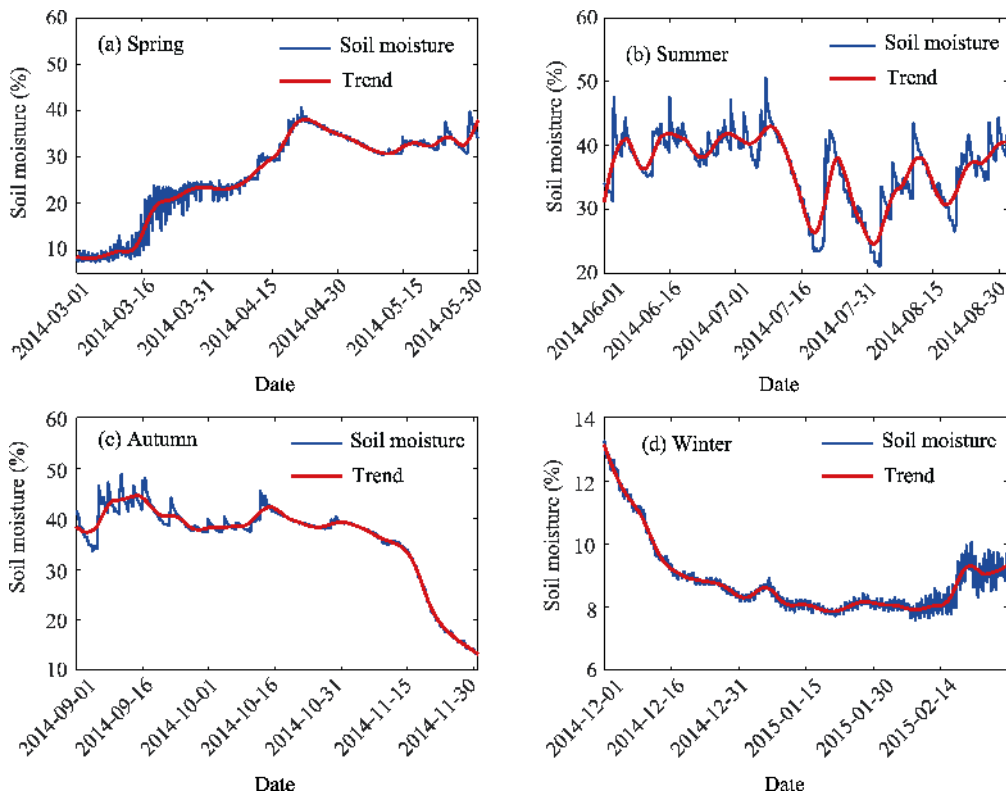 60
50
40
30
20
10
Soil moisture (%)
(a) Spring
Soil moisture
Trend
2014-03-01
2014-03-16
2014-03-31
2014-04-15
2014-04-30
2014-05-15
2014-05-30
Date
60
50
40
30
20
Soil moisture (%)
(b) Summer
Soil moisture
Trend
2014-06-01
2014-06-16
2014-07-01
2014-07-16
2014-07-31
2014-08-15
2014-08-30
Date
60
50
40
30
20
10
Soil moisture (%)
(c) Autumn
Soil moisture
Trend
2014-09-01
2014-09-16
2014-10-01
2014-10-16
2014-10-31
2014-11-15
2014-11-30
Date
14
12
10
8
6
Soil moisture (%)
(d) Winter
Soil moisture
Trend
2014-12-01
2014-12-16
2014-12-31
2015-01-15
2015-01-30
2015-02-14
Date